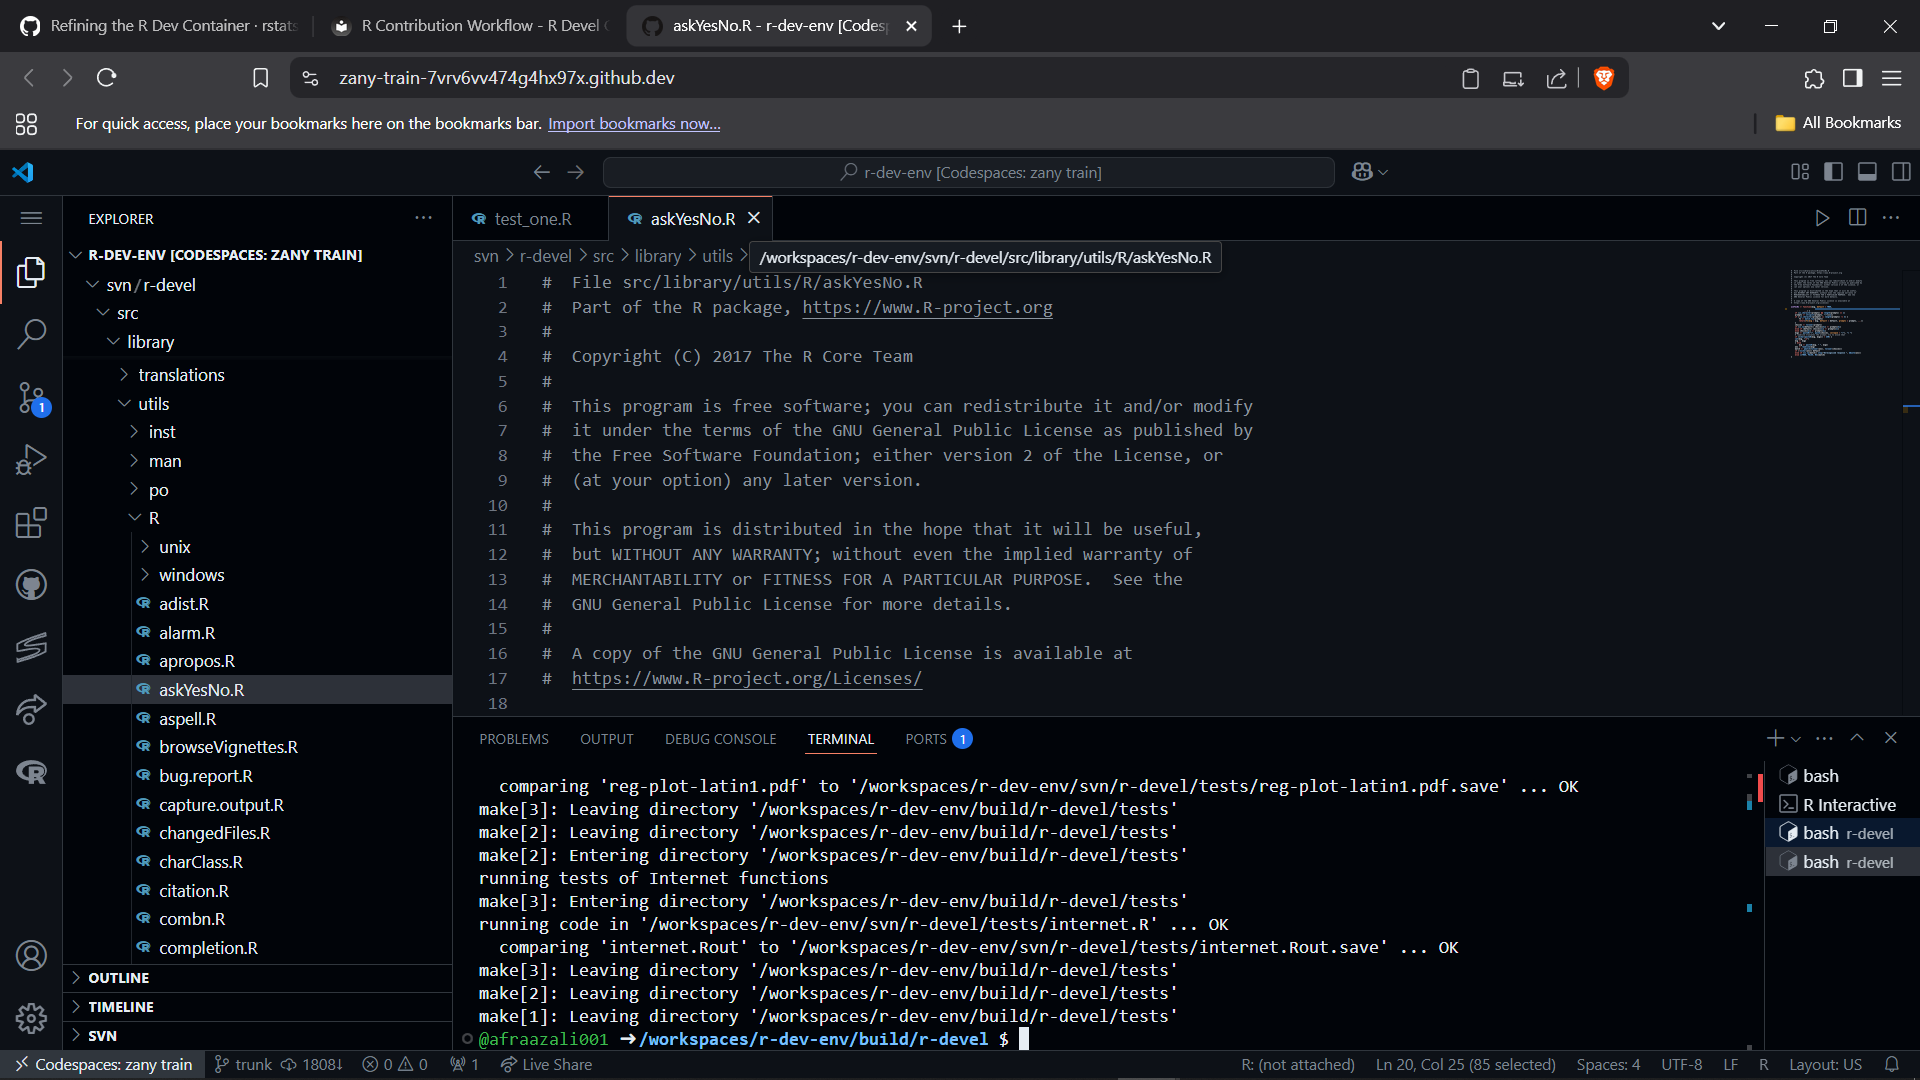 Refining the R Dev Container · rstats
R Contribution Workflow - R Devel
askYesNo.R - r-dev-env [Codesp
zany-train-7vrv6vv474g4hx97x.github.dev
For quick access, place your bookmarks here on the bookmarks bar. Import bookmarks now...
All Bookmarks
r-dev-env [Codespaces: zany train]
EXPLORER
R-DEV-ENV [CODESPACES: ZANY TRAIN]
svn / r-devel
src
library
translations
utils
inst
man
po
R
unix
windows
adist.R
alarm.R
apropos.R
askYesNo.R
aspell.R
browseVignettes.R
bug.report.R
capture.output.R
changedFiles.R
charClass.R
citation.R
combn.R
completion.R
OUTLINE
TIMELINE
SVN
1
test_one.R
askYesNo.R
svn > r-devel > src > library > utils >
/workspaces/r-dev-env/svn/r-devel/src/library/utils/R/askYesNo.R
1 # File src/library/utils/R/askYesNo.R
2 # Part of the R package, https://www.R-project.org
3 #
4 # Copyright (C) 2017 The R Core Team
5 #
6 # This program is free software; you can redistribute it and/or modify
7 # it under the terms of the GNU General Public License as published by
8 # the Free Software Foundation; either version 2 of the License, or
9 # (at your option) any later version.
10 #
11 # This program is distributed in the hope that it will be useful,
12 # but WITHOUT ANY WARRANTY; without even the implied warranty of
13 # MERCHANTABILITY or FITNESS FOR A PARTICULAR PURPOSE.  See the
14 # GNU General Public License for more details.
15 #
16 # A copy of the GNU General Public License is available at
17 # https://www.R-project.org/Licenses/
18
PROBLEMS OUTPUT DEBUG CONSOLE TERMINAL PORTS 1
comparing 'reg-plot-latin1.pdf' to '/workspaces/r-dev-env/svn/r-devel/tests/reg-plot-latin1.pdf.save' ... OK
make[3]: Leaving directory '/workspaces/r-dev-env/build/r-devel/tests'
make[2]: Leaving directory '/workspaces/r-dev-env/build/r-devel/tests'
make[2]: Entering directory '/workspaces/r-dev-env/build/r-devel/tests'
running tests of Internet functions
make[3]: Entering directory '/workspaces/r-dev-env/build/r-devel/tests'
running code in '/workspaces/r-dev-env/svn/r-devel/tests/internet.R' ... OK
comparing 'internet.Rout' to '/workspaces/r-dev-env/svn/r-devel/tests/internet.Rout.save' ... OK
make[3]: Leaving directory '/workspaces/r-dev-env/build/r-devel/tests'
make[2]: Leaving directory '/workspaces/r-dev-env/build/r-devel/tests'
make[1]: Leaving directory '/workspaces/r-dev-env/build/r-devel/tests'
@afraazali001 ➜/workspaces/r-dev-env/build/r-devel $
bash
R Interactive
bash r-devel
bash r-devel
Codespaces: zany train trunk 1808↓ 0 0 1 Live Share R: (not attached) Ln 20, Col 25 (85 selected) Spaces: 4 UTF-8 LF R Layout: US